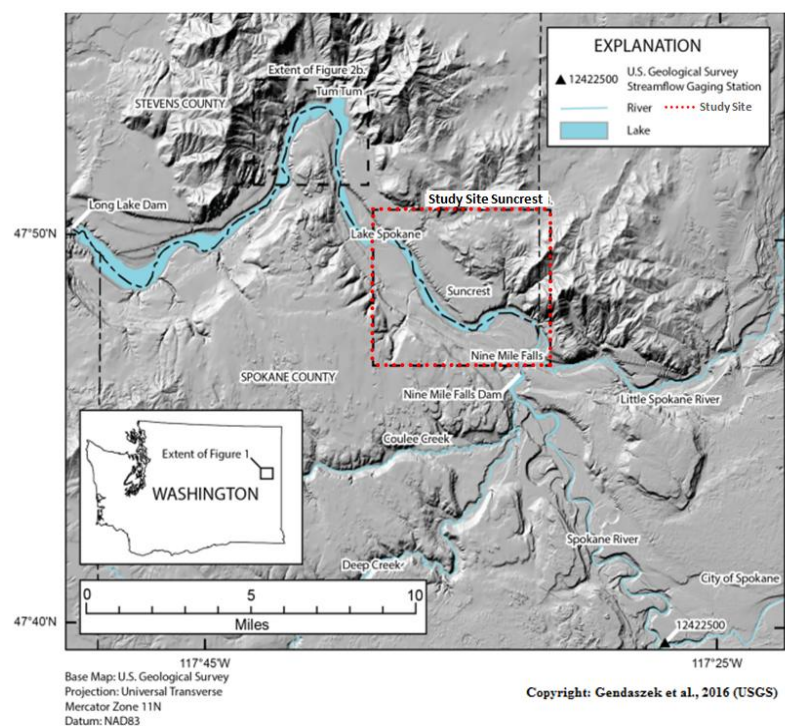 EXPLANATION
12422500
U.S. Geological Survey
Streamflow Gaging Station
River
Study Site
Lake
Extent of Figure 2b.
Tum Tum
STEVENS COUNTY
Long Lake Dam
Study Site Suncrest
47°50'N
Lake Spokane
Suncrest
Nine Mile Falls
SPOKANE COUNTY
Nine Mile Falls Dam
Little Spokane River
Coulee Creek
Extent of Figure 1
WASHINGTON
Spokane River
Deep Creek
City of Spokane
0 5 10
Miles
47°40'N
12422500
117°45'W
117°25'W
Base Map: U.S. Geological Survey
Projection: Universal Transverse
Mercator Zone 11N
Datum: NAD83
Copyright: Gendaszek et al., 2016 (USGS)